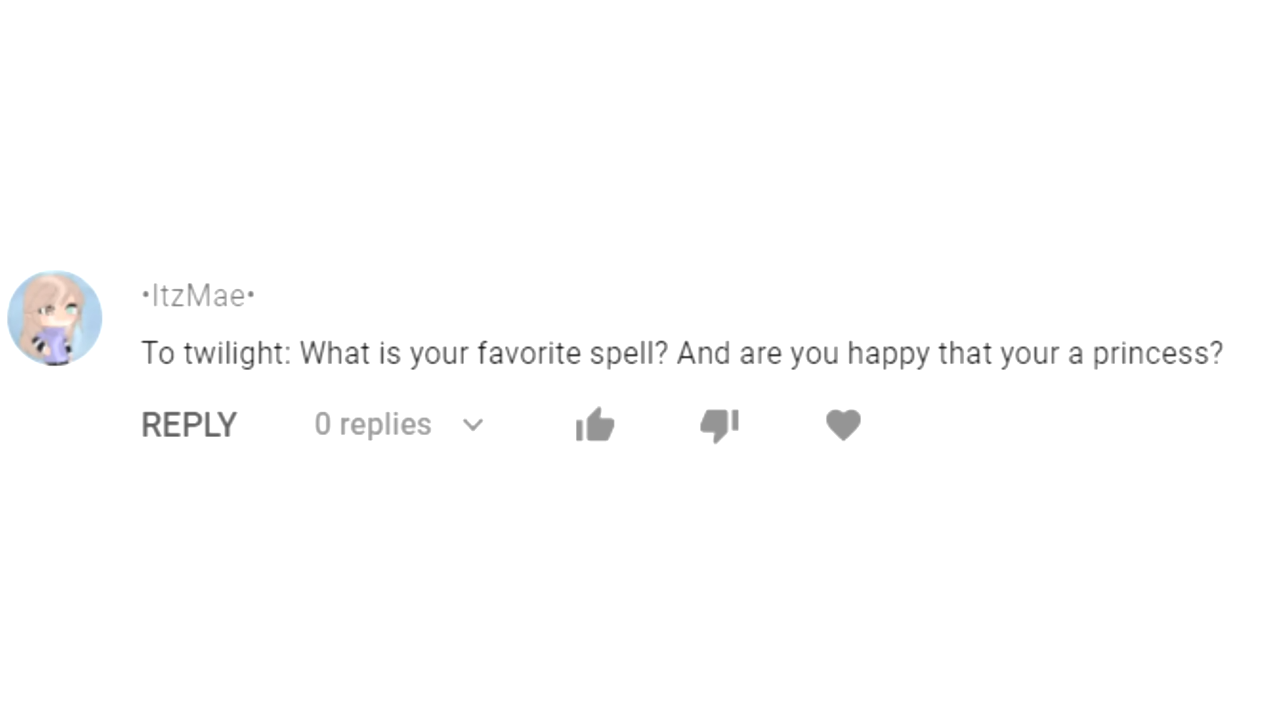 •ItzMae•
To twilight: What is your favorite spell? And are you happy that your a princess?
REPLY 0 replies